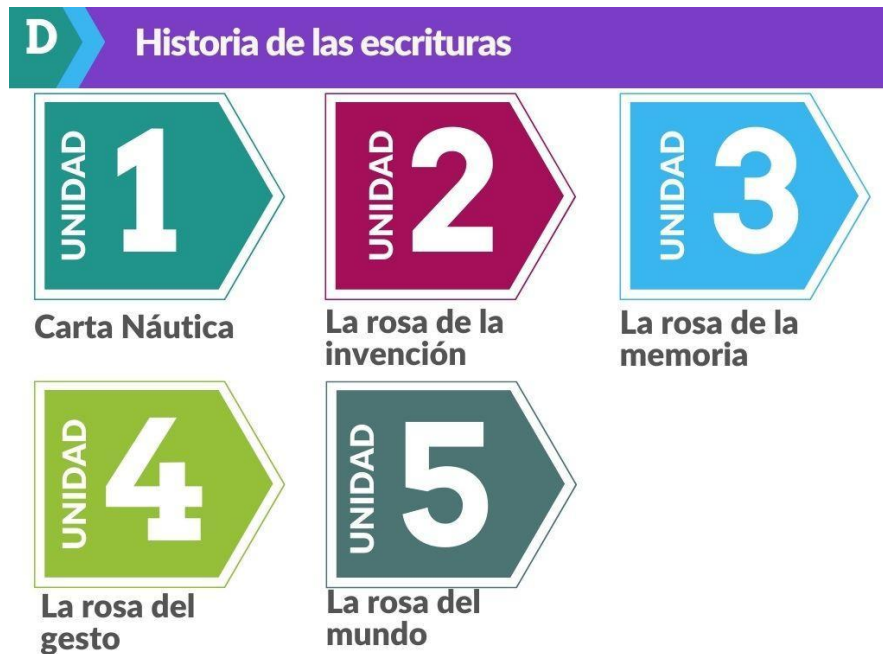 D
Historia de las escrituras
UNIDAD
1
Carta Náutica
UNIDAD
2
La rosa de la
invención
UNIDAD
3
La rosa de la
memoria
UNIDAD
4
La rosa del
gesto
UNIDAD
5
La rosa del
mundo